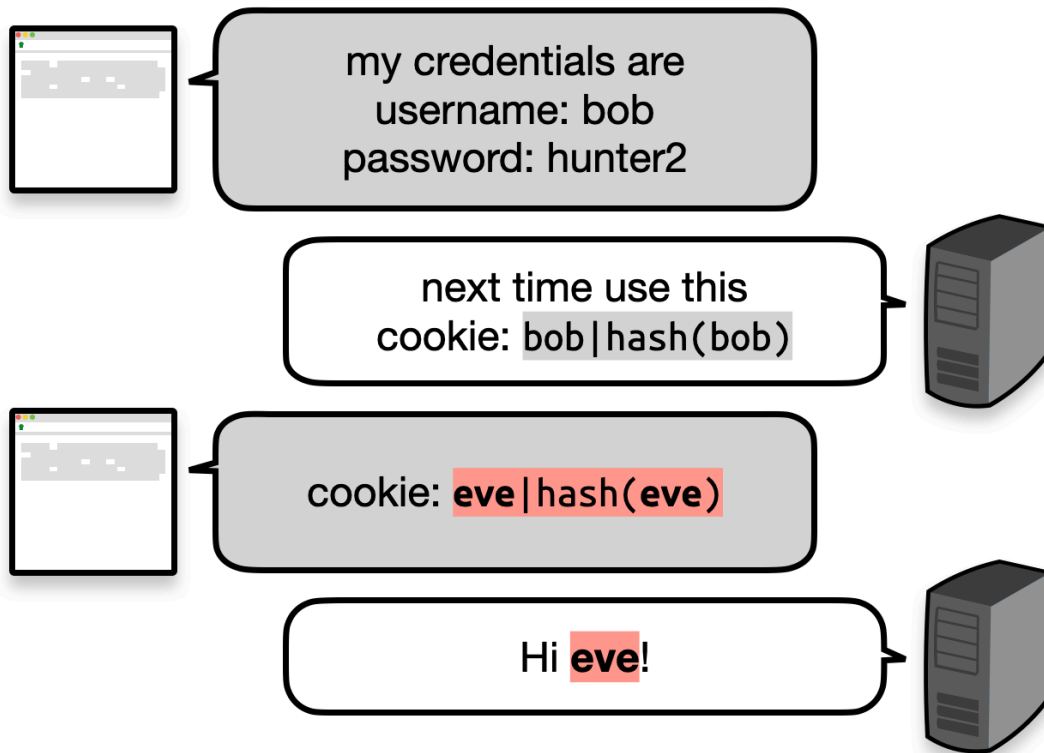 my credentials are
username: bob
password: hunter2
next time use this
cookie: bob|hash(bob)
cookie: eve|hash(eve)
Hi eve!